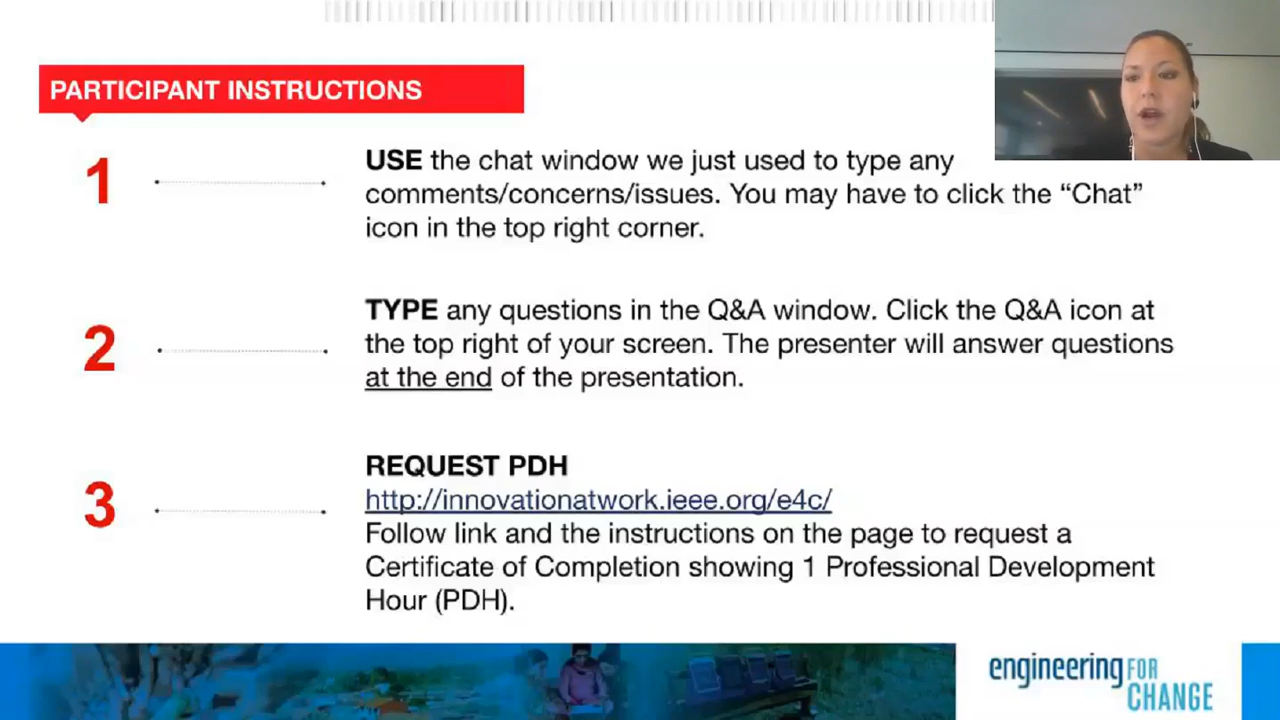 PARTICIPANT INSTRUCTIONS
1
USE the chat window we just used to type any
comments/concerns/issues. You may have to click the “Chat”
icon in the top right corner.
2
TYPE any questions in the Q&A window. Click the Q&A icon at
the top right of your screen. The presenter will answer questions
at the end of the presentation.
3
REQUEST PDH
http://innovationatwork.ieee.org/e4c/
Follow link and the instructions on the page to request a
Certificate of Completion showing 1 Professional Development
Hour (PDH).
engineering FOR
CHANGE